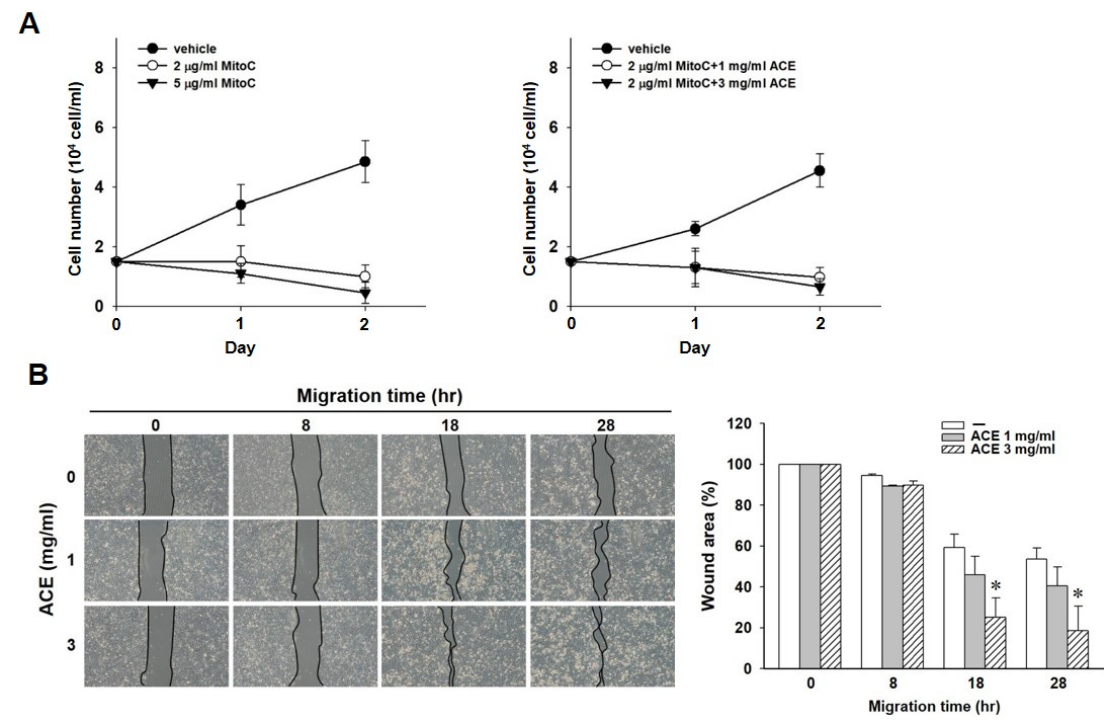 A
vehicle
2 μg/ml MitoC
5 μg/ml MitoC
Cell number (10⁴ cell/ml)
8
6
4
2
0
0 1 2
Day
vehicle
2 μg/ml MitoC+1 mg/ml ACE
2 μg/ml MitoC+3 mg/ml ACE
Cell number (10⁴ cell/ml)
8
6
4
2
0
0 1 2
Day
B
Migration time (hr)
0 8 18 28
ACE (mg/ml)
0
1
3
Wound area (%)
120
100
80
60
40
20
0
–
ACE 1 mg/ml
ACE 3 mg/ml
* *
0 8 18 28
Migration time (hr)